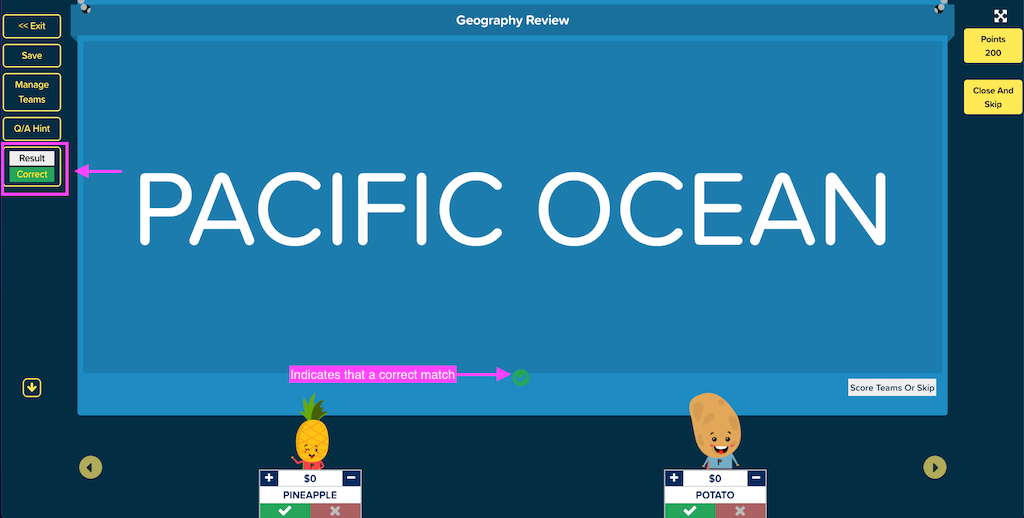 Geography Review
<< Exit
Save
Manage
Teams
Q/A Hint
Result
Correct
Points
200
Close And
Skip
PACIFIC OCEAN
Indicates that a correct match
Score Teams Or Skip
+ $0 −
PINEAPPLE
+ $0 −
POTATO